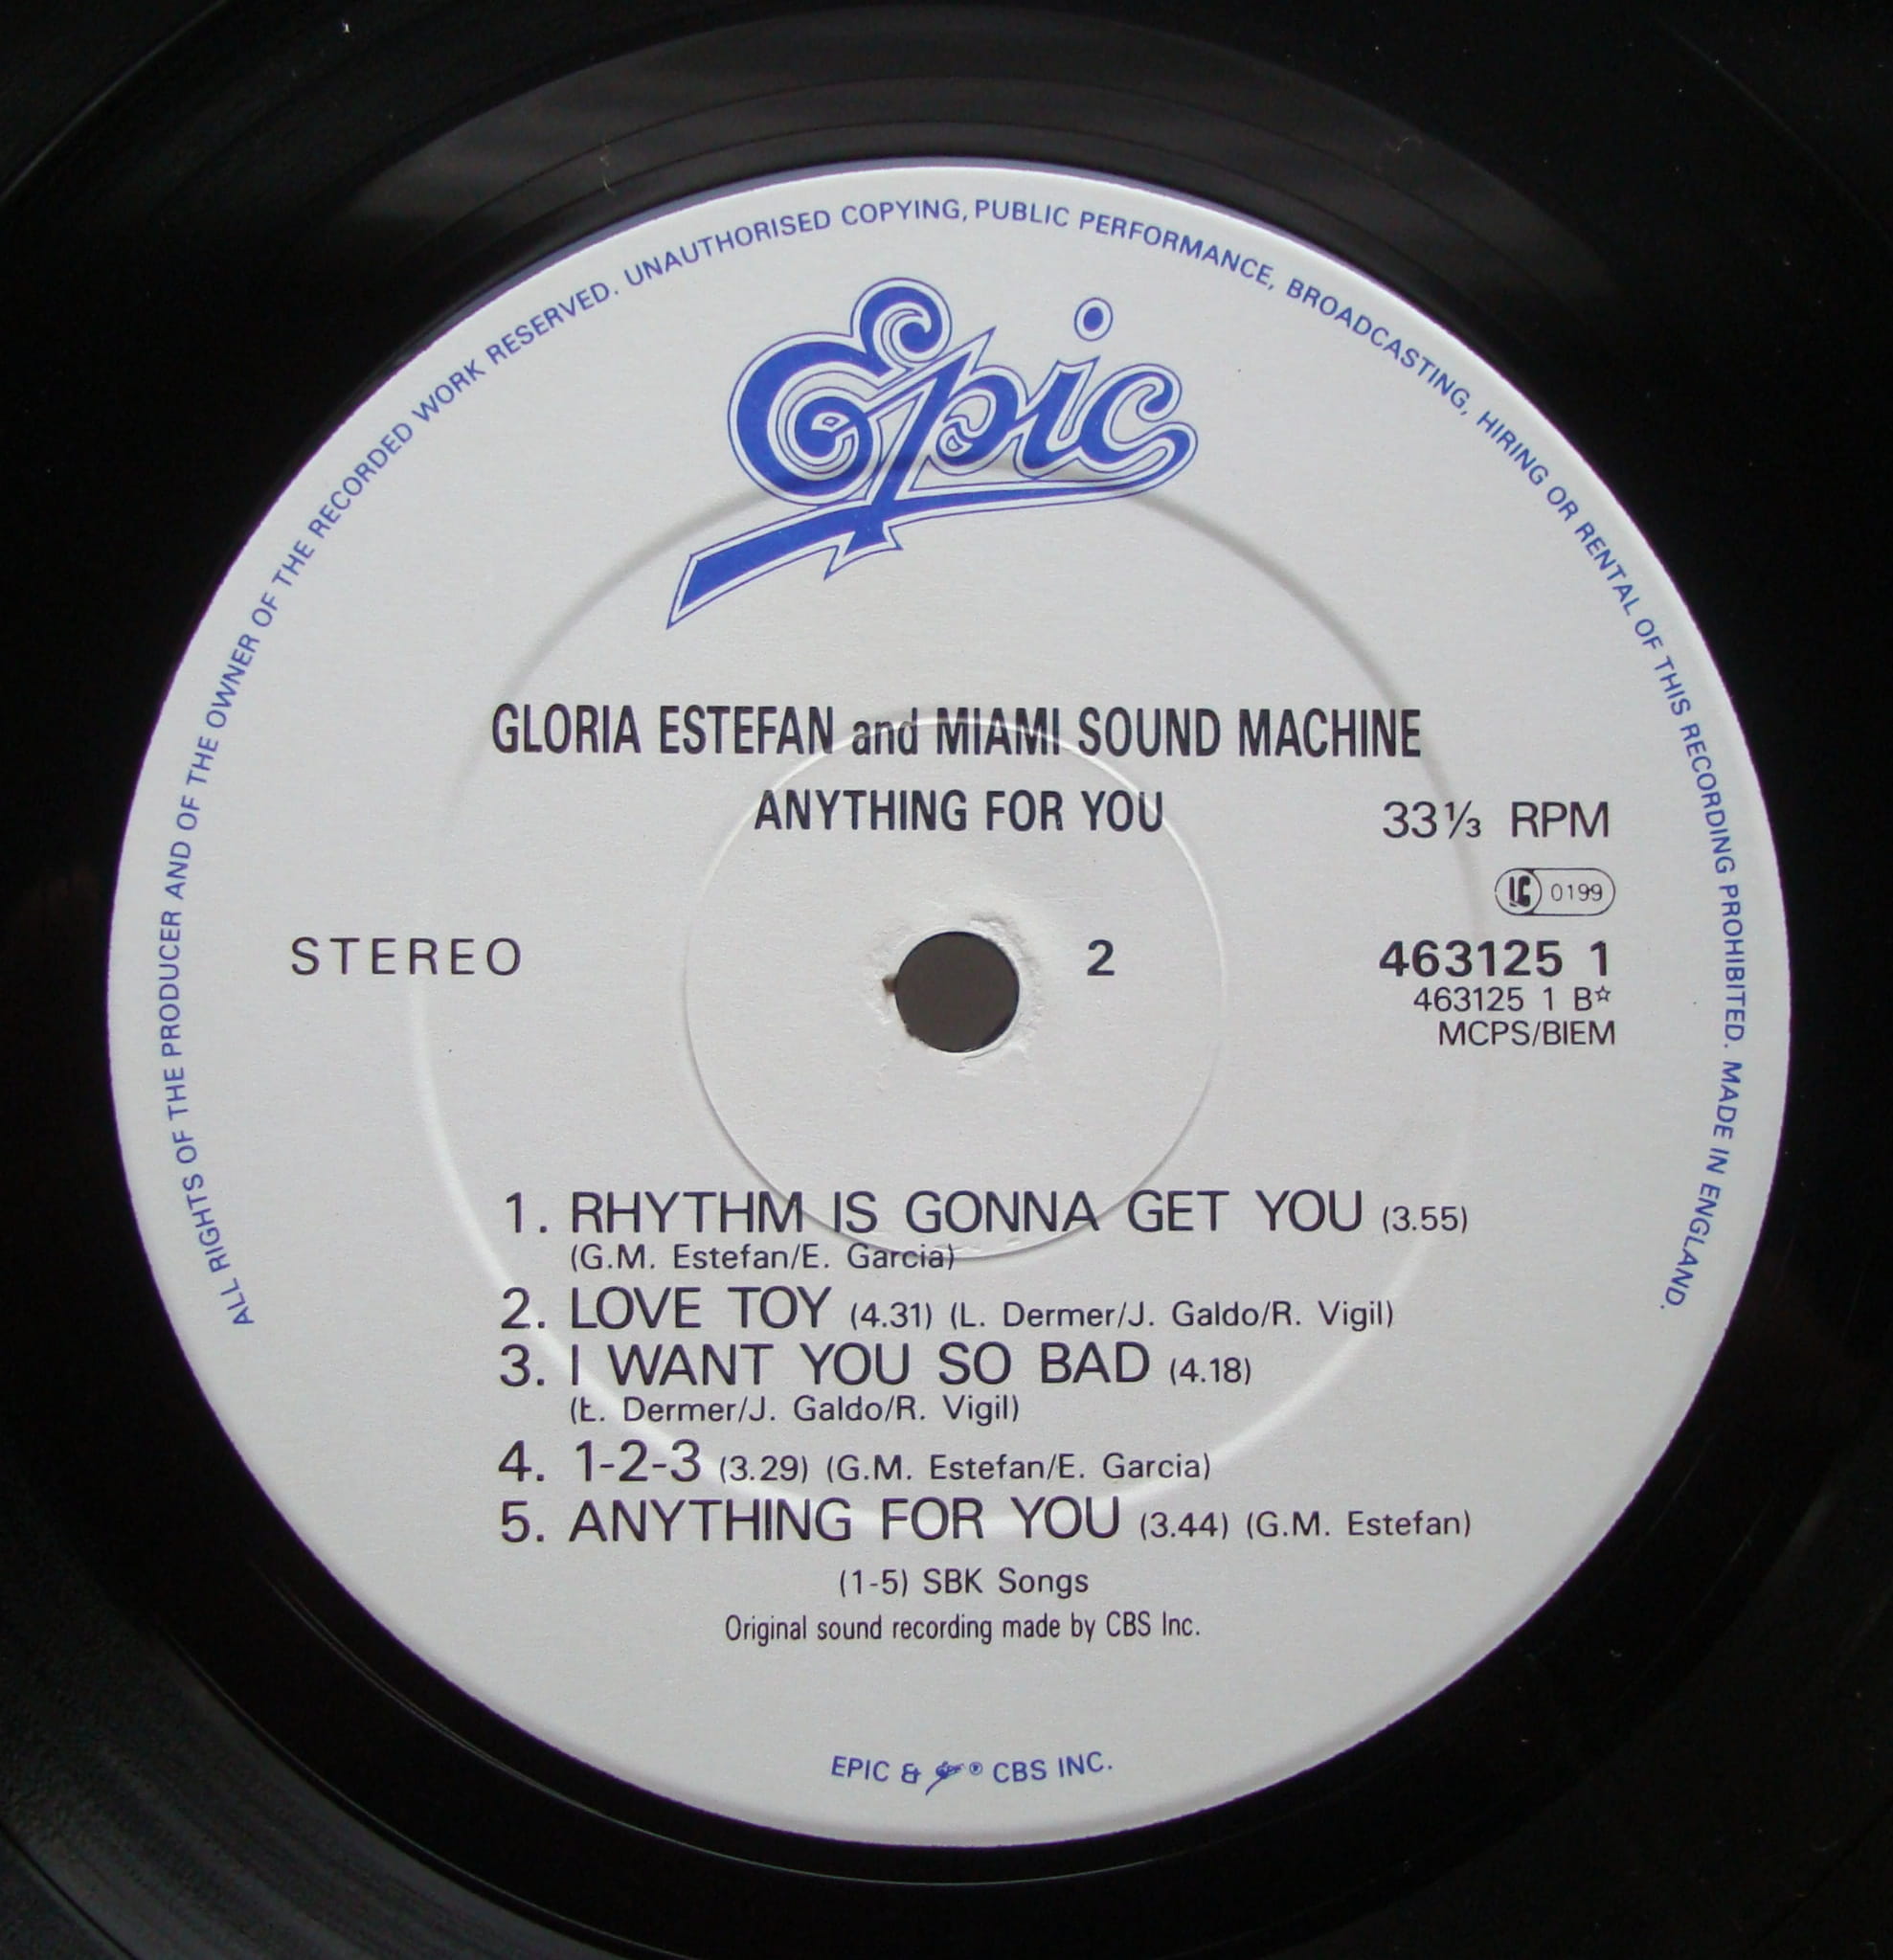 ALL RIGHTS OF THE PRODUCER AND OF THE OWNER OF THE RECORDED WORK RESERVED. UNAUTHORISED COPYING, PUBLIC PERFORMANCE, BROADCASTING, HIRING OR RENTAL OF THIS RECORDING PROHIBITED. MADE IN ENGLAND.
Epic
GLORIA ESTEFAN and MIAMI SOUND MACHINE
ANYTHING FOR YOU
33⅓ RPM
LC 0199
STEREO
2
463125 1
463125 1 B☆
MCPS/BIEM
1. RHYTHM IS GONNA GET YOU (3.55)
(G.M. Estefan/E. Garcia)
2. LOVE TOY (4.31) (L. Dermer/J. Galdo/R. Vigil)
3. I WANT YOU SO BAD (4.18)
(L. Dermer/J. Galdo/R. Vigil)
4. 1-2-3 (3.29) (G.M. Estefan/E. Garcia)
5. ANYTHING FOR YOU (3.44) (G.M. Estefan)
(1-5) SBK Songs
Original sound recording made by CBS Inc.
EPIC & Epic ® CBS INC.